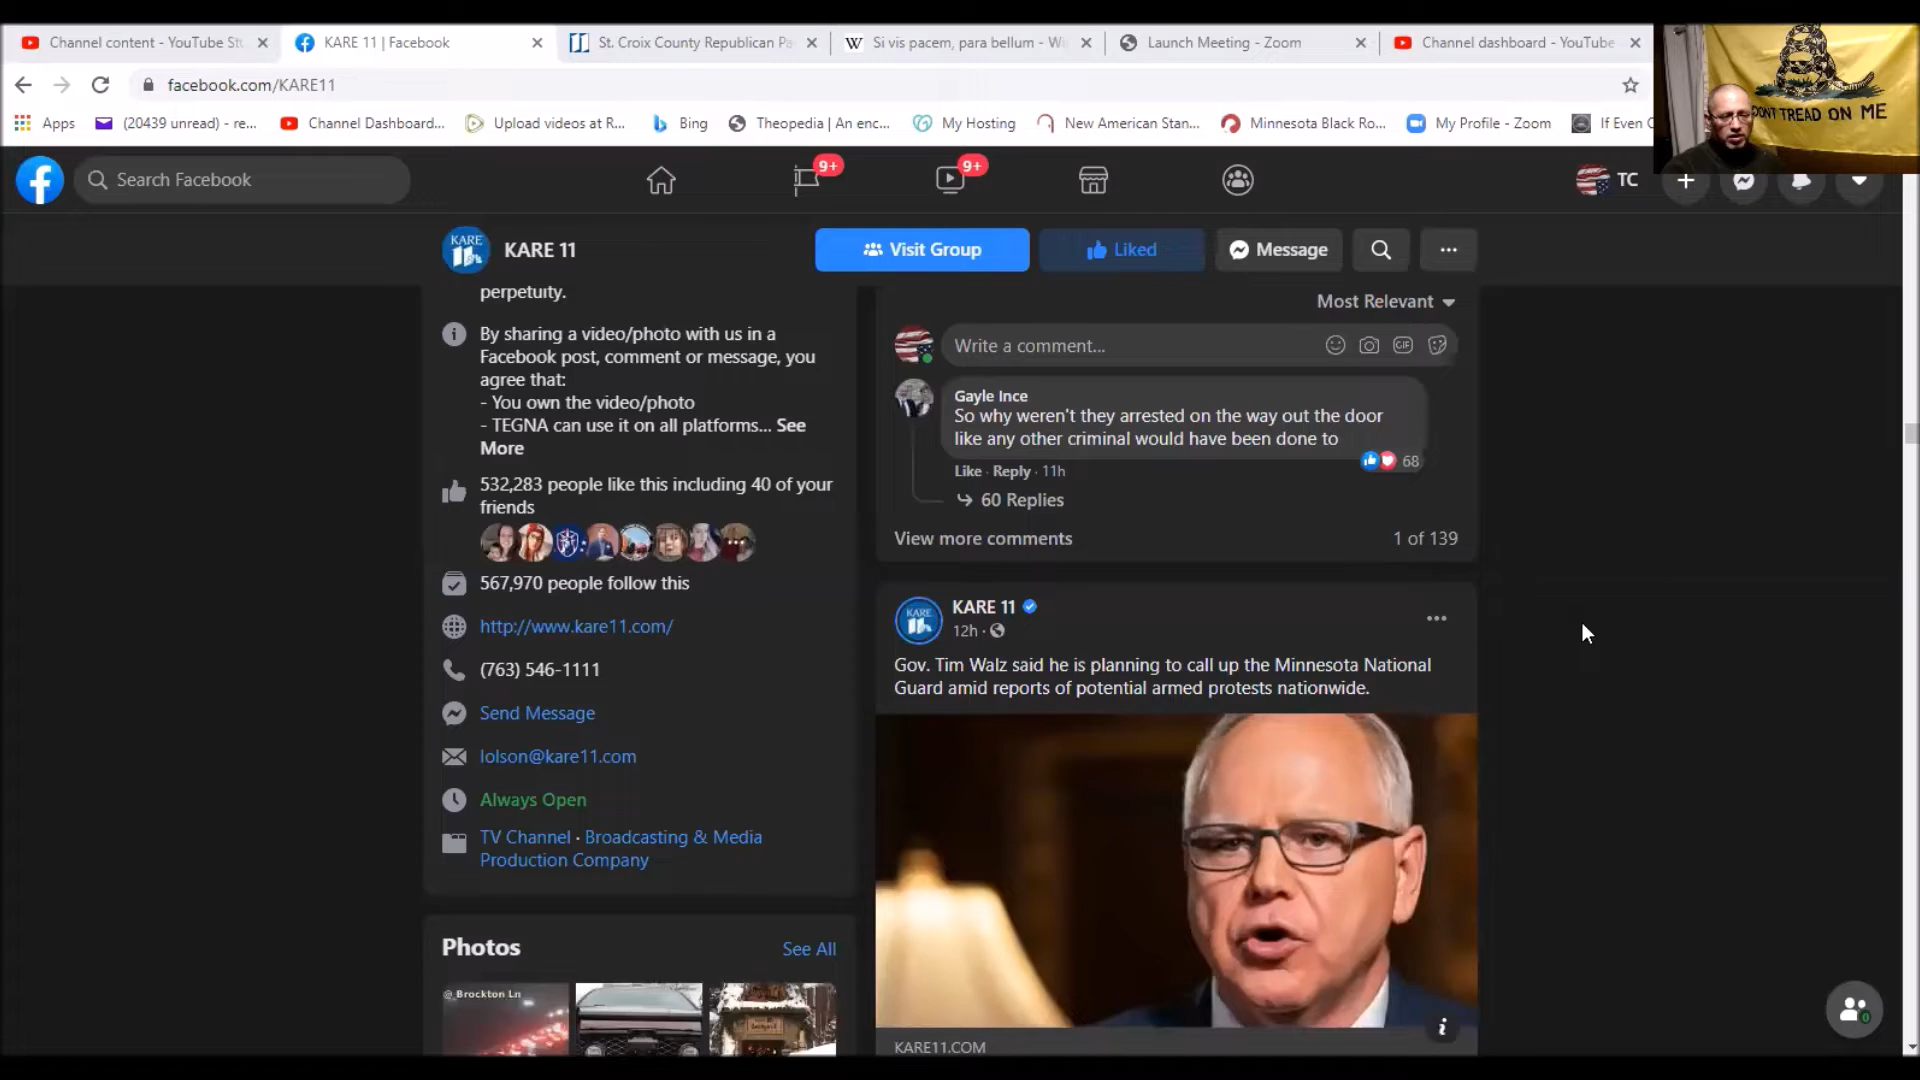 Channel content - YouTube St
KARE 11 | Facebook
St. Croix County Republican Pa
Si vis pacem, para bellum - Wi
Launch Meeting - Zoom
Channel dashboard - YouTube
facebook.com/KARE11
Apps
(20439 unread) - re...
Channel Dashboard...
Upload videos at R...
Bing
Theopedia | An enc...
My Hosting
New American Stan...
Minnesota Black Ro...
My Profile - Zoom
If Even
DONT TREAD ON ME
Search Facebook
9+
9+
TC
KARE 11
KARE 11
Visit Group
Liked
Message
perpetuity.
By sharing a video/photo with us in a
Facebook post, comment or message, you
agree that:
- You own the video/photo
- TEGNA can use it on all platforms... See
More
532,283 people like this including 40 of your
friends
567,970 people follow this
http://www.kare11.com/
(763) 546-1111
Send Message
lolson@kare11.com
Always Open
TV Channel · Broadcasting & Media
Production Company
Photos
See All
@ Brockton Ln
Most Relevant
Write a comment...
GIF
Gayle Ince
So why weren't they arrested on the way out the door
like any other criminal would have been done to
68
Like · Reply · 11h
60 Replies
View more comments
1 of 139
KARE 11
KARE 11
12h ·
Gov. Tim Walz said he is planning to call up the Minnesota National
Guard amid reports of potential armed protests nationwide.
KARE11.COM
0